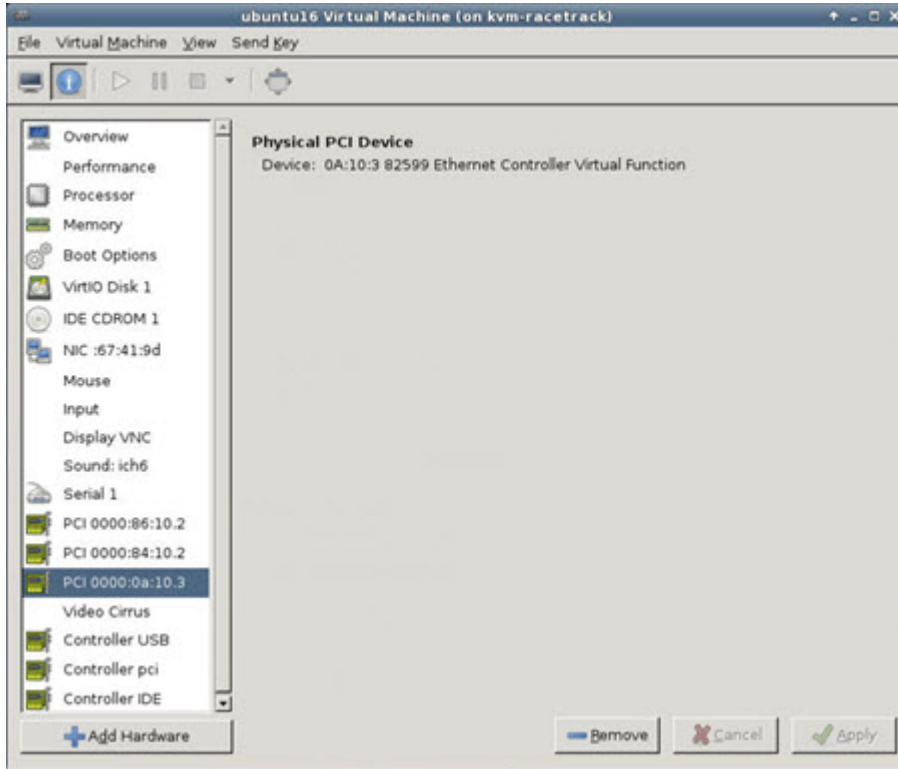 ubuntu16 Virtual Machine (on kvm-racetrack)
File Virtual Machine View Send Key
Overview
Performance
Processor
Memory
Boot Options
VirtIO Disk 1
IDE CDROM 1
NIC :67:41:9d
Mouse
Input
Display VNC
Sound: ich6
Serial 1
PCI 0000:86:10.2
PCI 0000:84:10.2
PCI 0000:0a:10.3
Video Cirrus
Controller USB
Controller pci
Controller IDE
Add Hardware
Physical PCI Device
Device: 0A:10:3 82599 Ethernet Controller Virtual Function
Remove Cancel Apply